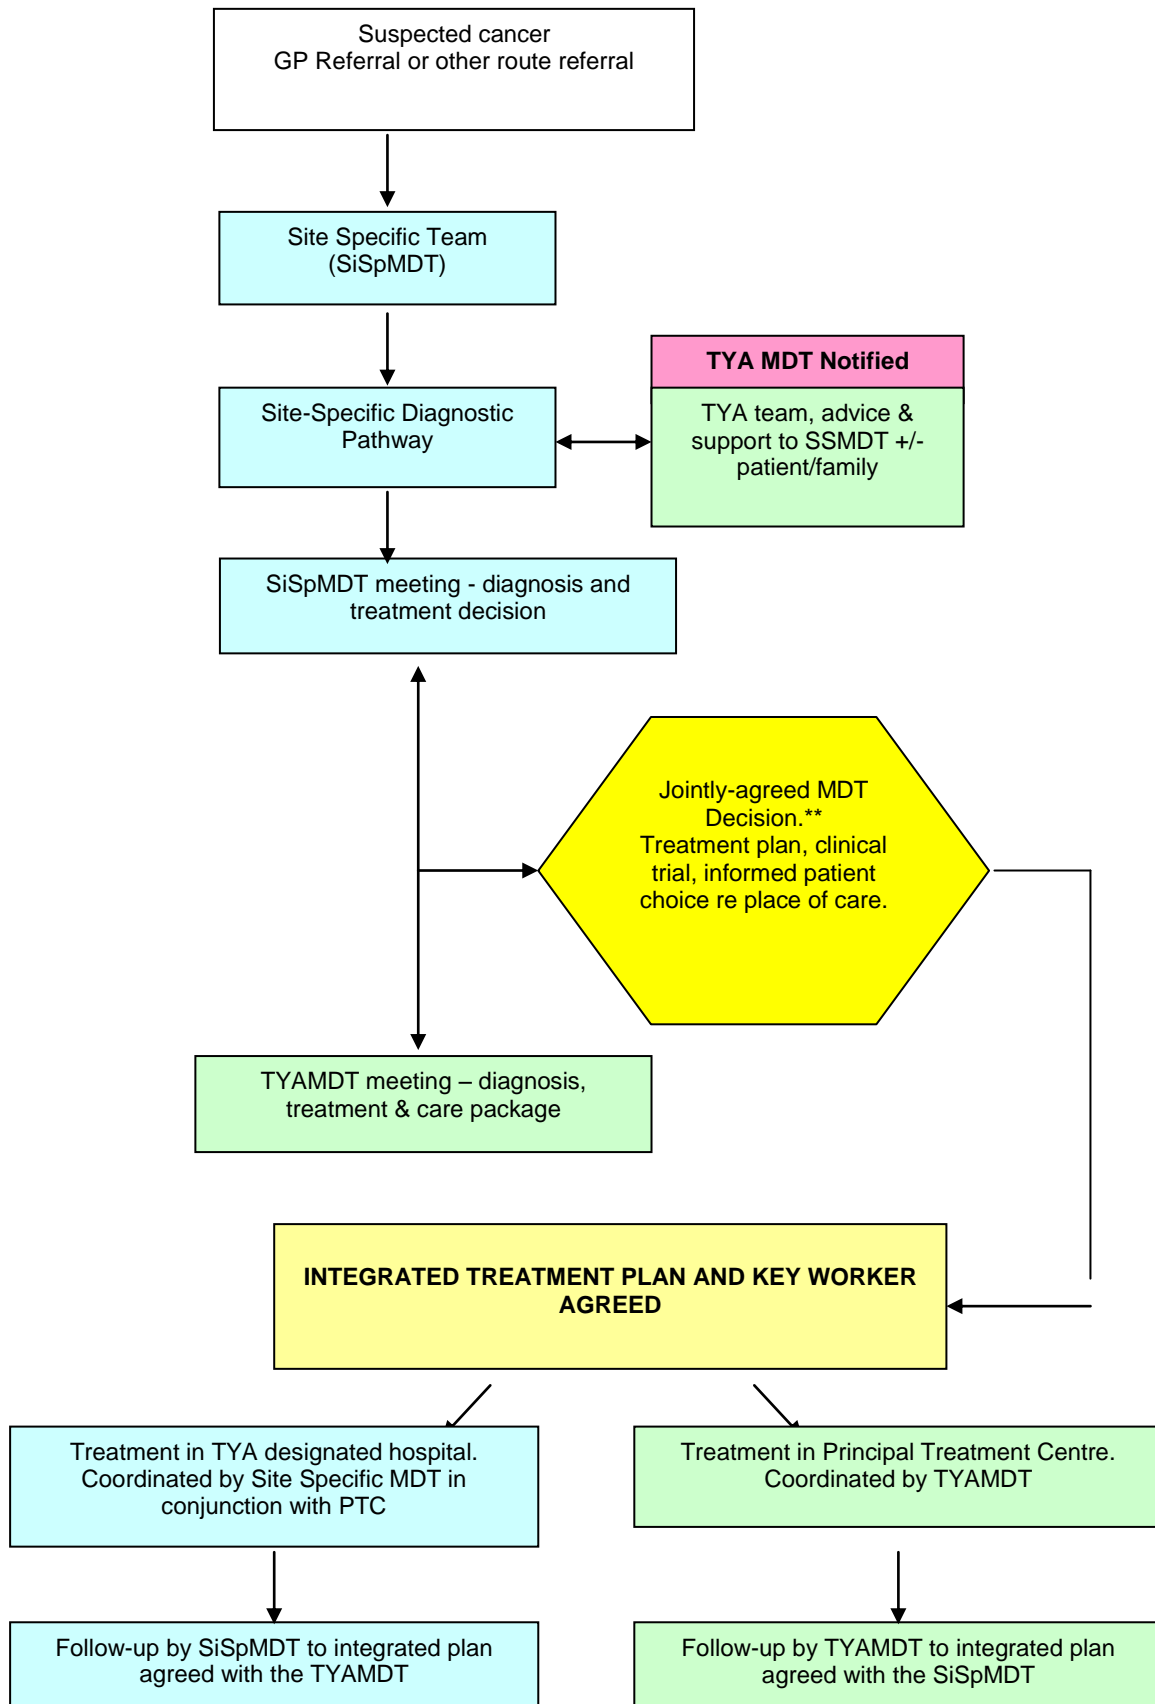 Suspected cancer
GP Referral or other route referral
Site Specific Team
(SiSpMDT)
TYA MDT Notified
Site-Specific Diagnostic
Pathway
TYA team, advice &
support to SSMDT +/-
patient/family
SiSpMDT meeting - diagnosis and
treatment decision
Jointly-agreed MDT
Decision.**
Treatment plan, clinical
trial, informed patient
choice re place of care.
TYAMDT meeting – diagnosis,
treatment & care package
INTEGRATED TREATMENT PLAN AND KEY WORKER
AGREED
Treatment in TYA designated hospital.
Coordinated by Site Specific MDT in
conjunction with PTC
Treatment in Principal Treatment Centre.
Coordinated by TYAMDT
Follow-up by SiSpMDT to integrated plan
agreed with the TYAMDT
Follow-up by TYAMDT to integrated plan
agreed with the SiSpMDT